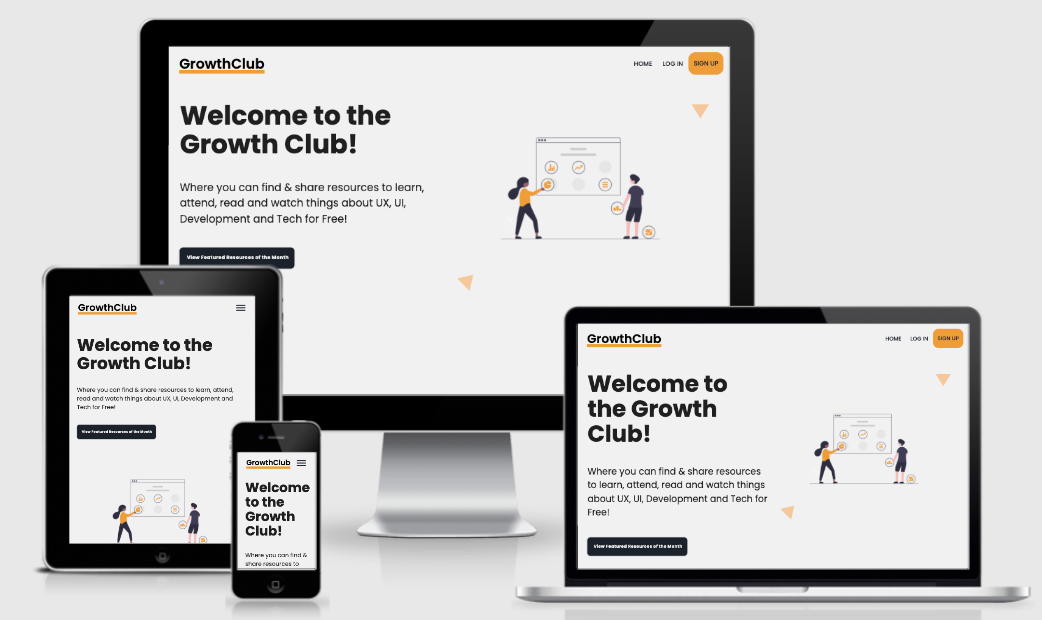 GrowthClub
HOME LOG IN SIGN UP
Welcome to the
Growth Club!
Where you can find & share resources to learn,
attend, read and watch things about UX, UI,
Development and Tech for Free!
View Featured Resources of the Month
GrowthClub
Welcome to the
Growth Club!
Where you can find & share resources to learn, attend,
read and watch things about UX, UI, Development and
Tech for Free!
View Featured Resources of the Month
GrowthClub
Welcome
to the
Growth
Club!
Where you can find &
share resources to
GrowthClub
HOME LOG IN SIGN UP
Welcome to
the Growth
Club!
Where you can find & share resources
to learn, attend, read and watch things
about UX, UI, Development and Tech for
Free!
View Featured Resources of the Month